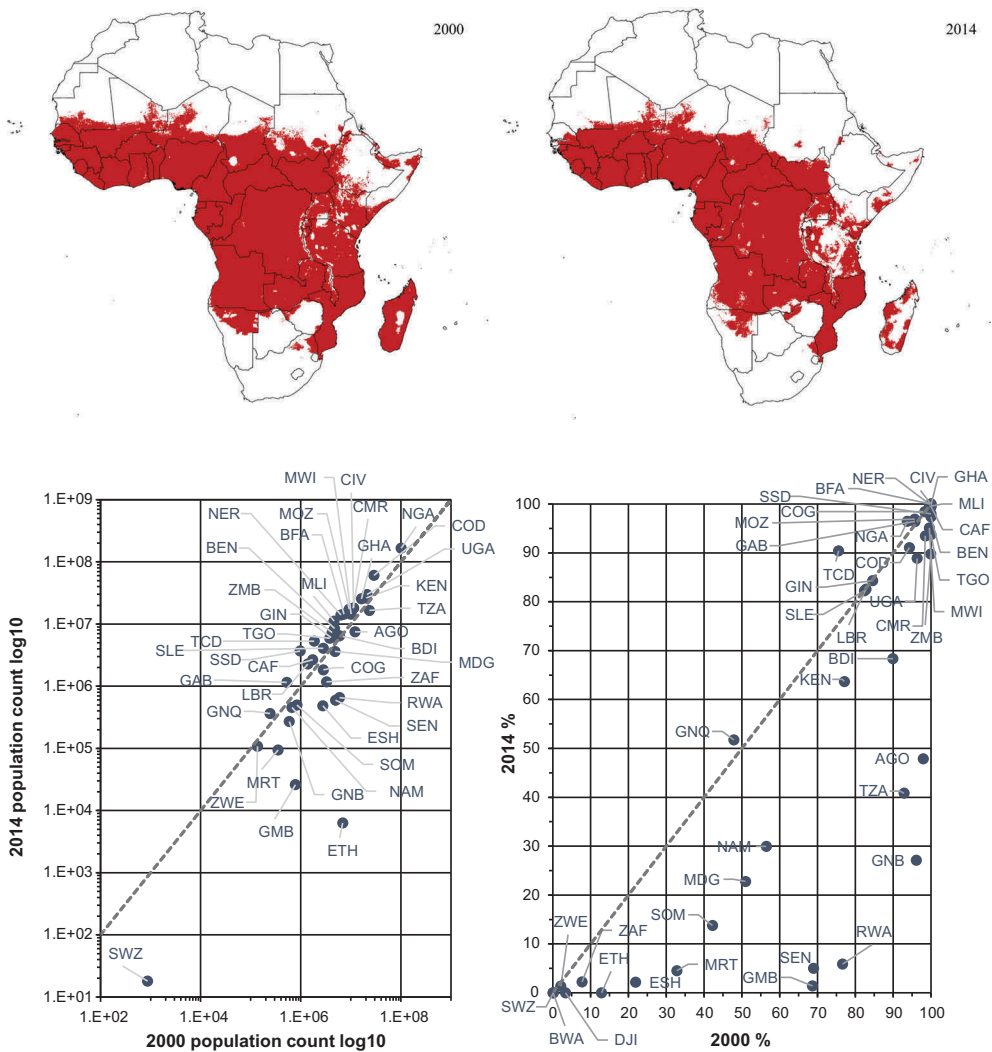 2000
2014
MWI CIV
NER MOZ CMR NGA
BFA COD
BEN GHA UGA
ZMB MLI KEN
GIN TZA
TCD TGO AGO
SLE BDI
SSD MDG
CAF COG
GAB ZAF
LBR RWA
GNQ SEN
ESH
MRT SOM
ZWE GNB NAM
GMB
ETH
SWZ
1.E+09
1.E+08
1.E+07
1.E+06
1.E+05
1.E+04
1.E+03
1.E+02
1.E+01
1.E+02 1.E+04 1.E+06 1.E+08
2014 population count log10
2000 population count log10
NER CIV GHA
BFA
SSD MLI
COG
MOZ CAF
GAB NGA BEN
TCD COD TGO
GIN
SLE UGA MWI
LBR CMR ZMB
BDI
KEN
GNQ AGO
TZA
NAM GNB
MDG
SOM
ZWE ZAF RWA
ETH MRT SEN
ESH GMB
SWZ
BWA DJI
100
90
80
70
60
50
40
30
20
10
0
0 10 20 30 40 50 60 70 80 90 100
2014 %
2000 %